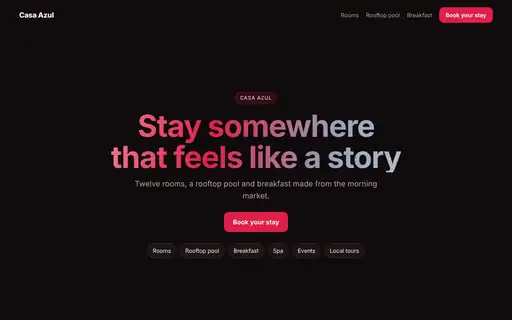 Casa Azul
Rooms
Rooftop pool
Breakfast
Book your stay
CASA AZUL
Stay somewhere
that feels like a story
Twelve rooms, a rooftop pool and breakfast made from the morning
market.
Book your stay
Rooms
Rooftop pool
Breakfast
Spa
Events
Local tours